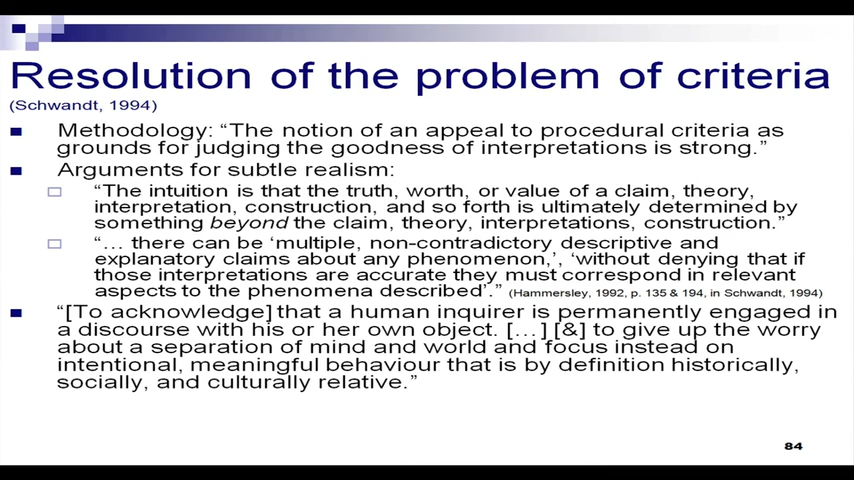 Resolution of the problem of criteria
(Schwandt, 1994)
Methodology: “The notion of an appeal to procedural criteria as
grounds for judging the goodness of interpretations is strong.”
Arguments for subtle realism:
“The intuition is that the truth, worth, or value of a claim, theory,
interpretation, construction, and so forth is ultimately determined by
something beyond the claim, theory, interpretations, construction.”
“… there can be ‘multiple, non-contradictory descriptive and
explanatory claims about any phenomenon,’, ‘without denying that if
those interpretations are accurate they must correspond in relevant
aspects to the phenomena described’.” (Hammersley, 1992, p. 135 & 194, in Schwandt, 1994)
“[To acknowledge] that a human inquirer is permanently engaged in
a discourse with his or her own object. […] [&] to give up the worry
about a separation of mind and world and focus instead on
intentional, meaningful behaviour that is by definition historically,
socially, and culturally relative.”
84